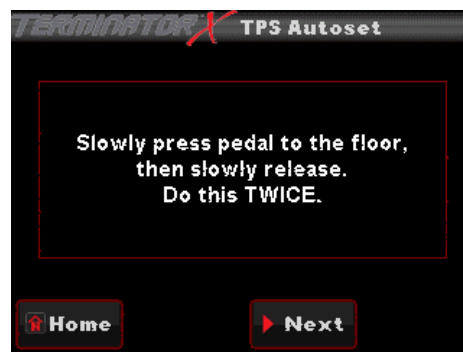 TERMINATOR X TPS Autoset
Slowly press pedal to the floor,
then slowly release.
Do this TWICE.
Home Next